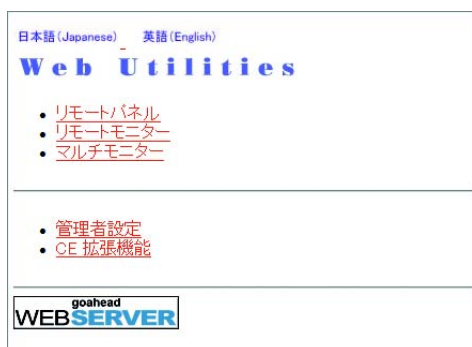 日本語(Japanese) 英語(English)
Web Utilities
リモートパネル
リモートモニター
マルチモニター
管理者設定
CE 拡張機能
goahead
WEBSERVER